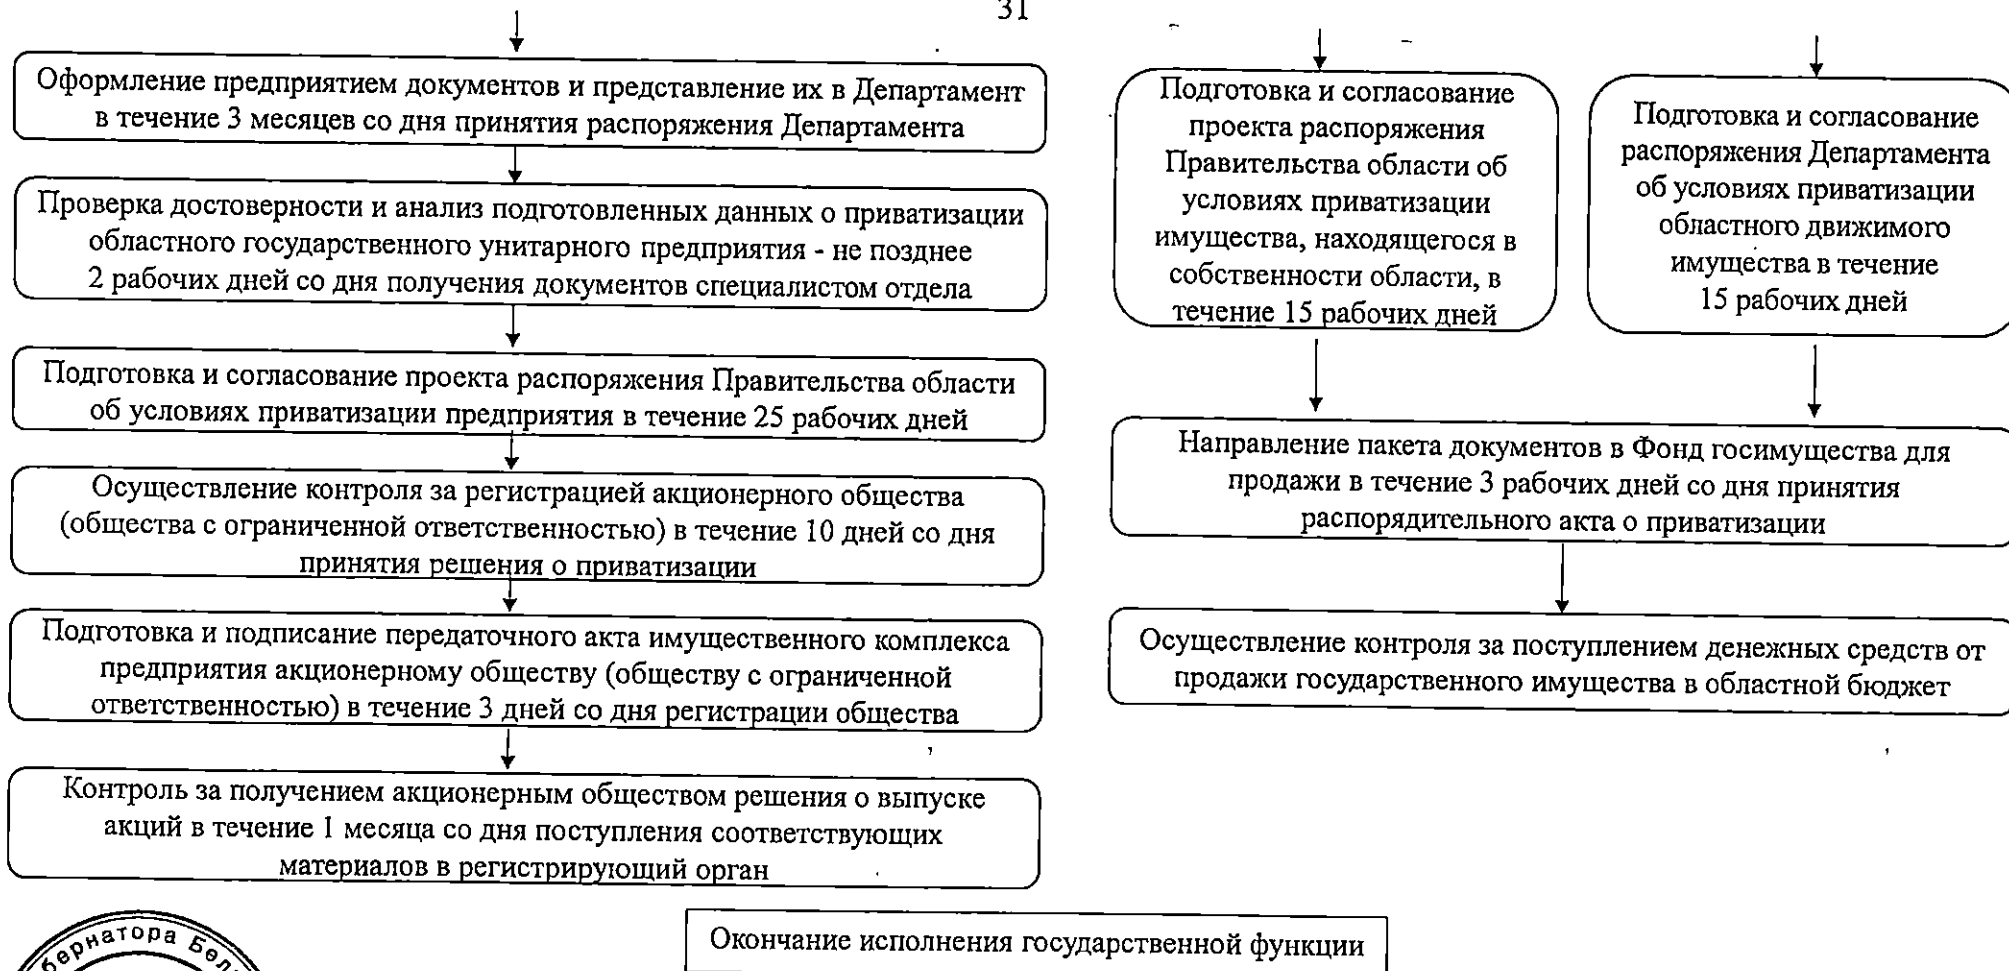 31
Оформление предприятием документов и представление их в Департамент
в течение 3 месяцев со дня принятия распоряжения Департамента
Проверка достоверности и анализ подготовленных данных о приватизации
областного государственного унитарного предприятия - не позднее
2 рабочих дней со дня получения документов специалистом отдела
Подготовка и согласование проекта распоряжения Правительства области
об условиях приватизации предприятия в течение 25 рабочих дней
Осуществление контроля за регистрацией акционерного общества
(общества с ограниченной ответственностью) в течение 10 дней со дня
принятия решения о приватизации
Подготовка и подписание передаточного акта имущественного комплекса
предприятия акционерному обществу (обществу с ограниченной
ответственностью) в течение 3 дней со дня регистрации общества
Контроль за получением акционерным обществом решения о выпуске
акций в течение 1 месяца со дня поступления соответствующих
материалов в регистрирующий орган
Подготовка и согласование
проекта распоряжения
Правительства области об
условиях приватизации
имущества, находящегося в
собственности области, в
течение 15 рабочих дней
Подготовка и согласование
распоряжения Департамента
об условиях приватизации
областного движимого
имущества в течение
15 рабочих дней
Направление пакета документов в Фонд госимущества для
продажи в течение 3 рабочих дней со дня принятия
распорядительного акта о приватизации
Осуществление контроля за поступлением денежных средств от
продажи государственного имущества в областной бюджет
Окончание исполнения государственной функции
бернатора Бел